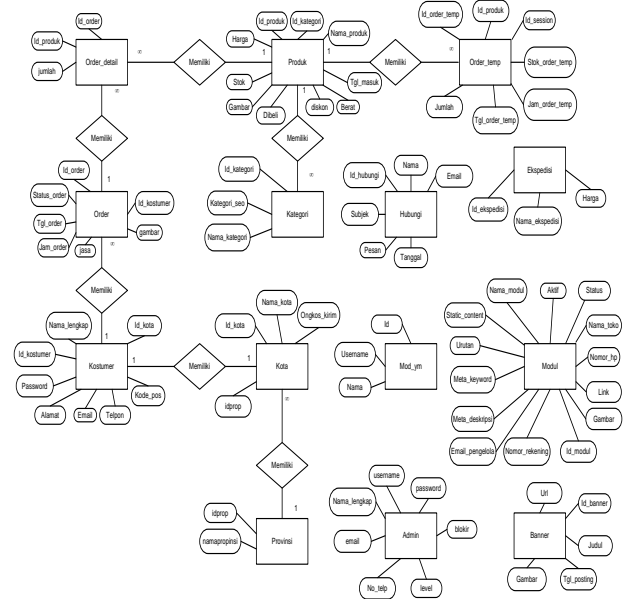 Id_order
Id_produk
Order_detail
jumlah
∞
Memiliki
1
Id_produk
Id_kategori
Nama_produk
Harga
Produk
Stok
Tgl_masuk
Gambar
Dibeli
diskon
Berat
1
1
Memiliki
∞
Id_order_temp
Id_produk
Id_session
Order_temp
Stok_order_temp
Jumlah
Tgl_order_temp
Jam_order_temp
∞
Memiliki
1
Memiliki
∞
Id_kategori
Kategori_seo
Kategori
Nama_kategori
Id_hubungi
Nama
Email
Subjek
Hubungi
Pesan
Tanggal
Ekspedisi
Id_ekspedisi
Nama_ekspedisi
Harga
Id_order
Status_order
Order
Id_kostumer
Tgl_order
gambar
Jam_order
jasa
∞
Memiliki
1
Nama_lengkap
Id_kota
Id_kostumer
Kostumer
Password
Kode_pos
Alamat
Email
Telpon
1
Memiliki
1
Nama_kota
Id_kota
Ongkos_kirim
Kota
idprop
∞
Memiliki
1
idprop
namapropinsi
Provinsi
Id
Username
Mod_ym
Nama
Nama_modul
Aktif
Status
Static_content
Nama_toko
Urutan
Modul
Nomor_hp
Meta_keyword
Link
Meta_deskripsi
Gambar
Email_pengelola
Nomor_rekening
Id_modul
username
password
Nama_lengkap
Admin
blokir
email
No_telp
level
Url
Id_banner
Banner
Judul
Gambar
Tgl_posting